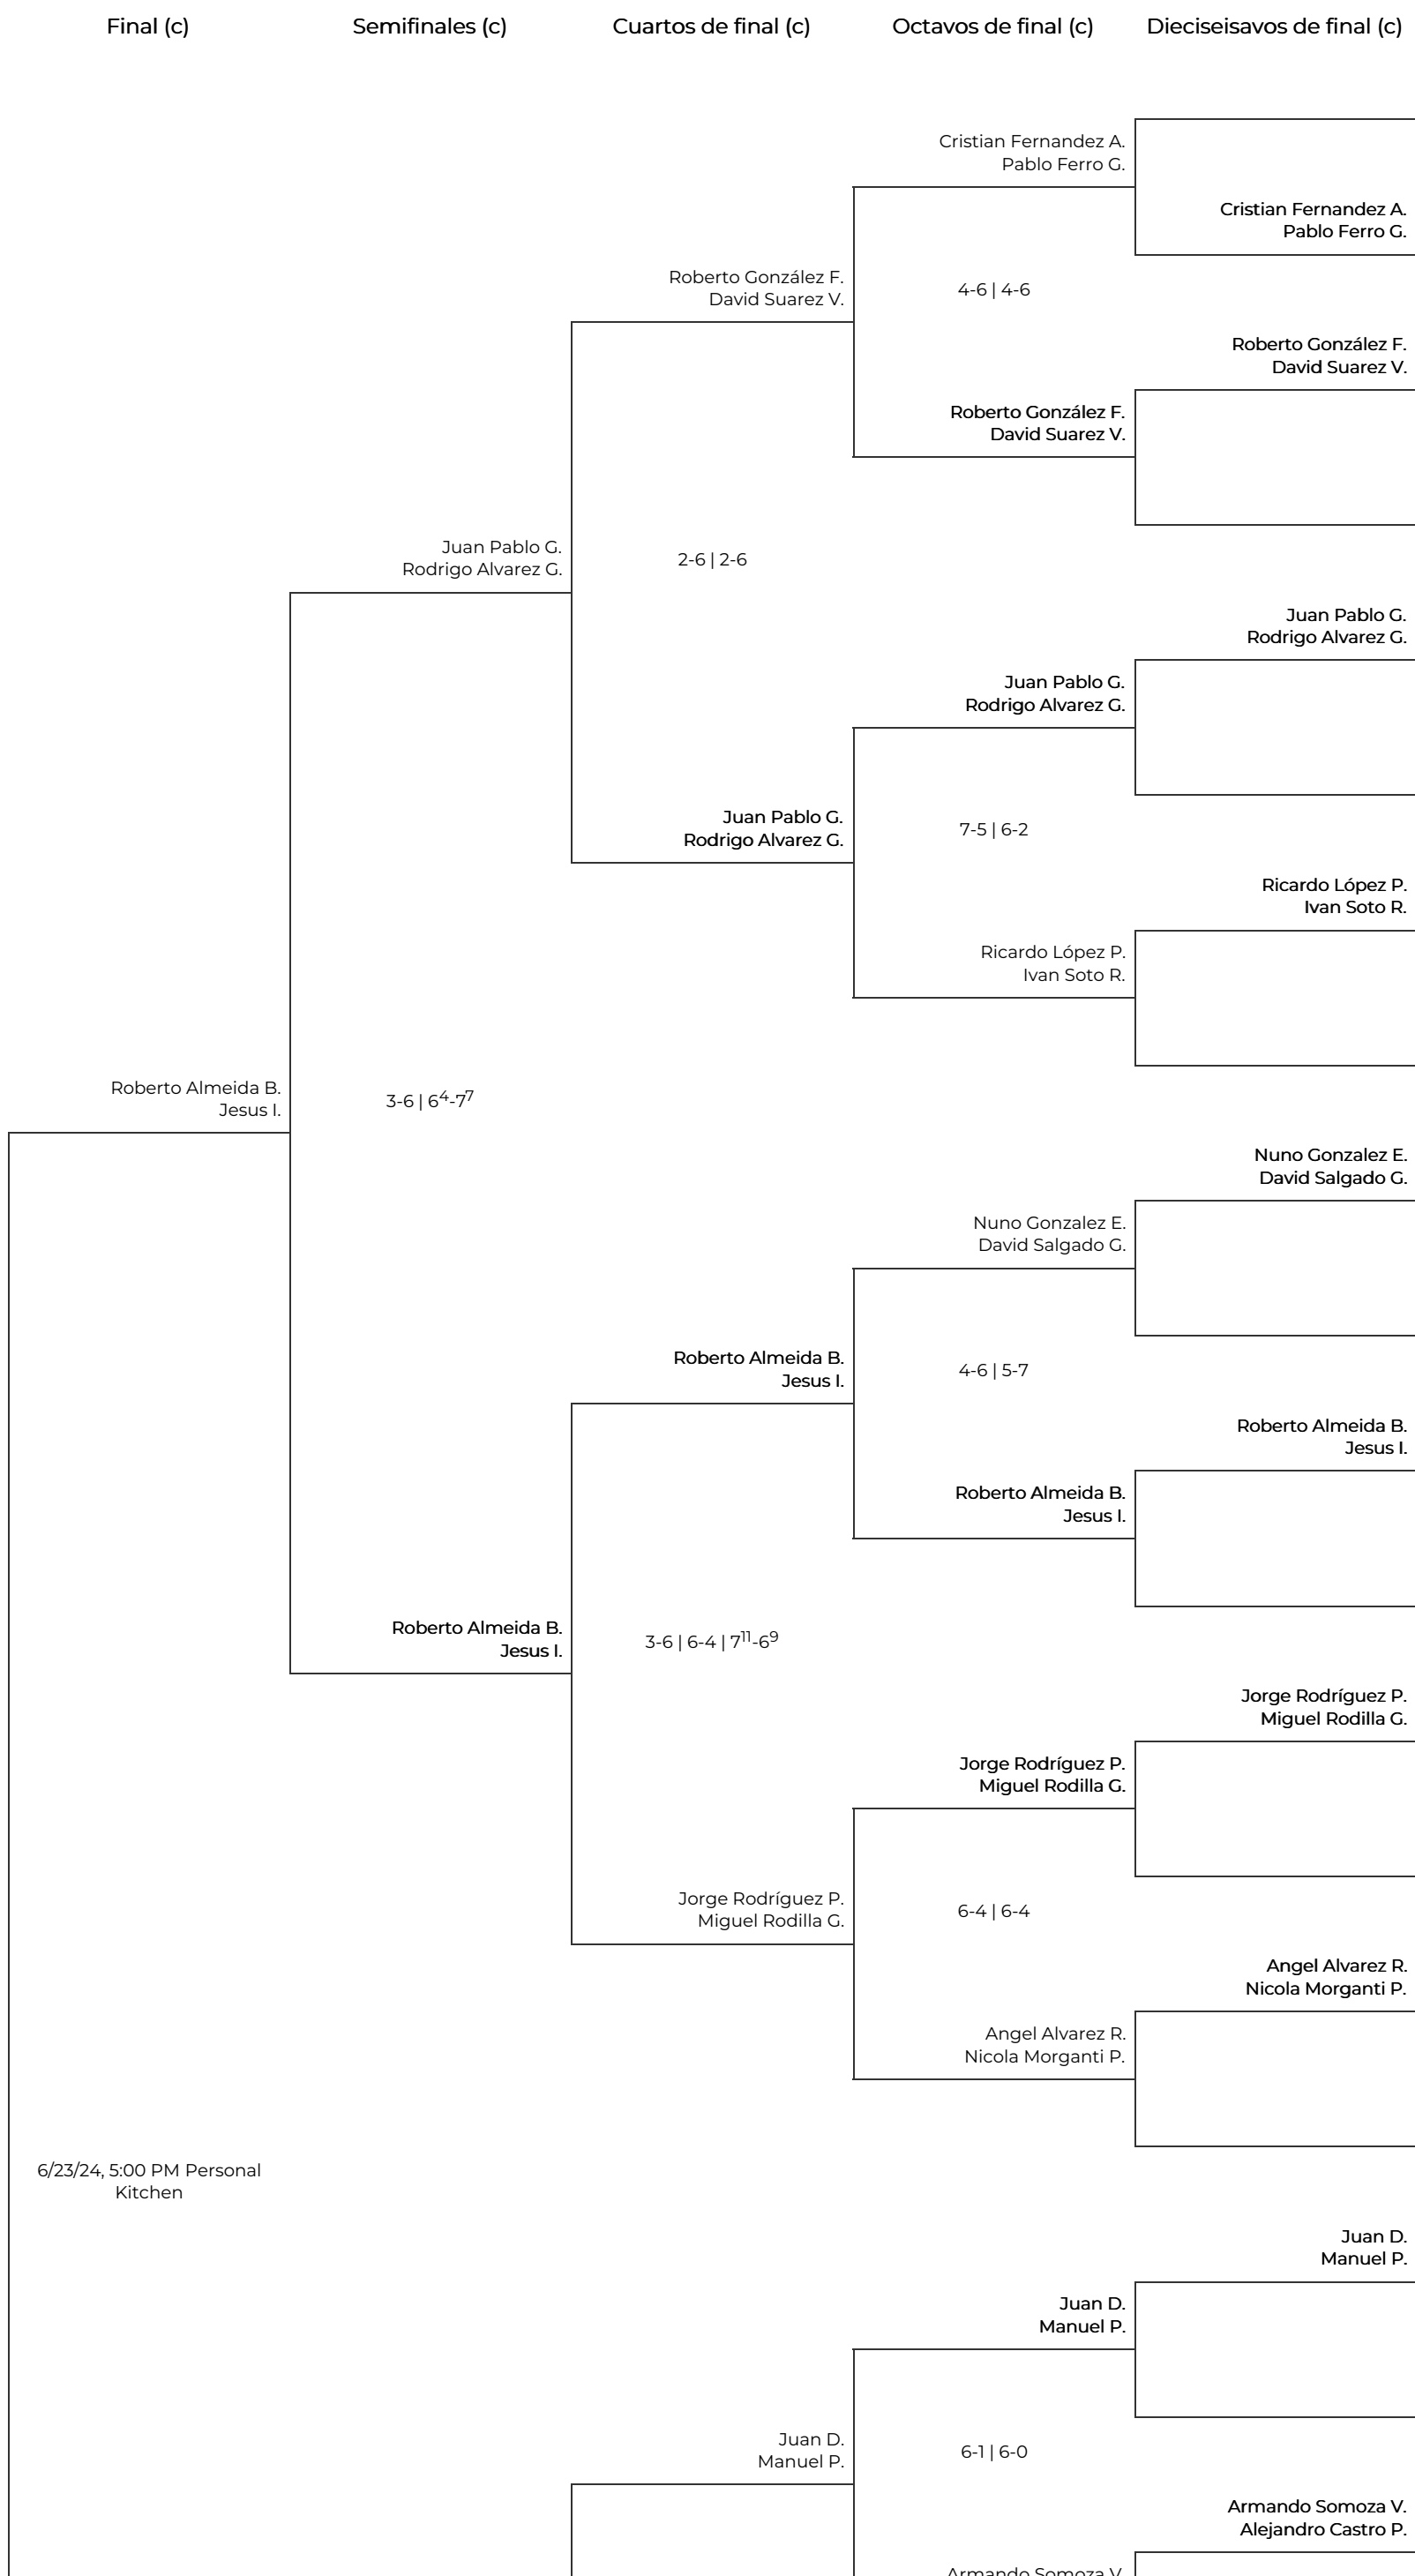 Final (c)
Semifinales (c)
Cuartos de final (c)
Octavos de final (c)
Dieciseisavos de final (c)
Cristian Fernandez A.
Pablo Ferro G.
Cristian Fernandez A.
Pablo Ferro G.
Roberto González F.
David Suarez V.
4-6 | 4-6
Roberto González F.
David Suarez V.
Roberto González F.
David Suarez V.
Juan Pablo G.
Rodrigo Alvarez G.
2-6 | 2-6
Juan Pablo G.
Rodrigo Alvarez G.
Juan Pablo G.
Rodrigo Alvarez G.
Juan Pablo G.
Rodrigo Alvarez G.
7-5 | 6-2
Ricardo López P.
Ivan Soto R.
Ricardo López P.
Ivan Soto R.
Roberto Almeida B.
Jesus I.
3-6 | 6⁴-7⁷
Nuno Gonzalez E.
David Salgado G.
Nuno Gonzalez E.
David Salgado G.
Roberto Almeida B.
Jesus I.
4-6 | 5-7
Roberto Almeida B.
Jesus I.
Roberto Almeida B.
Jesus I.
Roberto Almeida B.
Jesus I.
3-6 | 6-4 | 7¹¹-6⁹
Jorge Rodríguez P.
Miguel Rodilla G.
Jorge Rodríguez P.
Miguel Rodilla G.
Jorge Rodríguez P.
Miguel Rodilla G.
6-4 | 6-4
Angel Alvarez R.
Nicola Morganti P.
Angel Alvarez R.
Nicola Morganti P.
6/23/24, 5:00 PM Personal
Kitchen
Juan D.
Manuel P.
Juan D.
Manuel P.
Juan D.
Manuel P.
6-1 | 6-0
Armando Somoza V.
Alejandro Castro P.
Armando Somoza V.